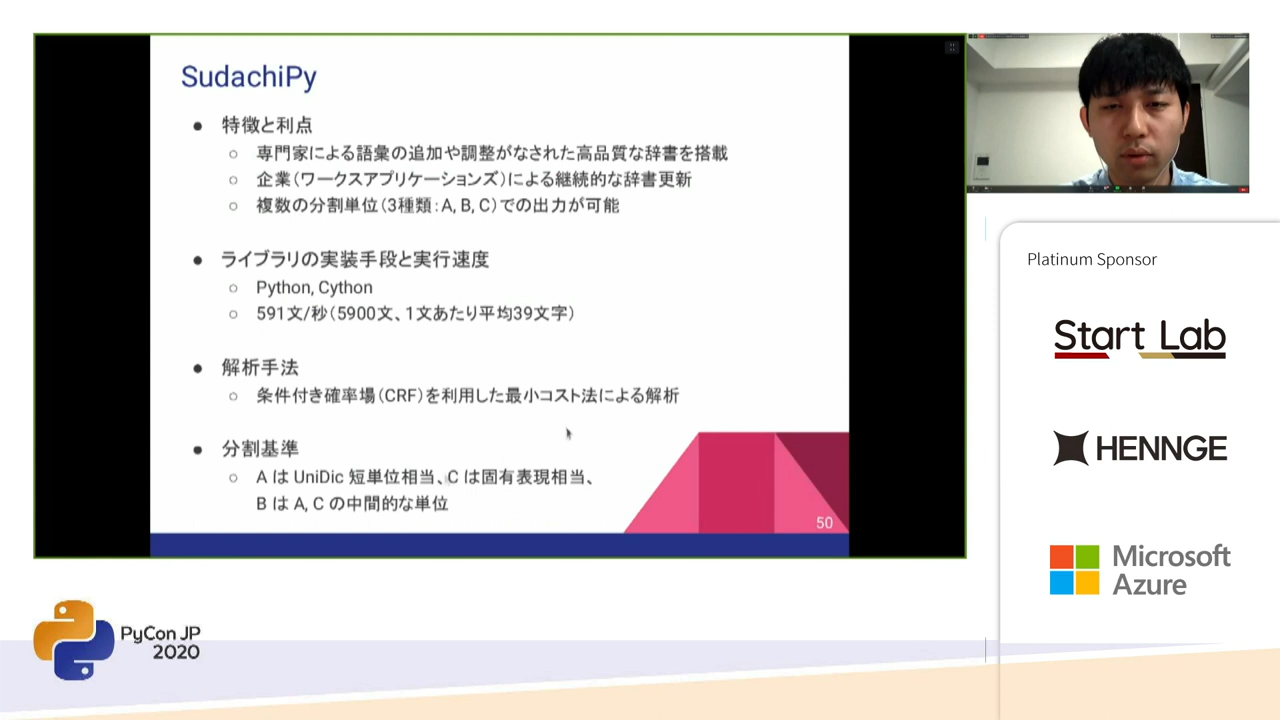 SudachiPy
● 特徴と利点
○ 専門家による語彙の追加や調整がなされた高品質な辞書を搭載
○ 企業（ワークスアプリケーションズ）による継続的な辞書更新
○ 複数の分割単位（3種類：A, B, C）での出力が可能
● ライブラリの実装手段と実行速度
○ Python, Cython
○ 591文/秒（5900文、1文あたり平均39文字）
● 解析手法
○ 条件付き確率場（CRF）を利用した最小コスト法による解析
● 分割基準
○ A は UniDic 短単位相当、C は固有表現相当、
B は A, C の中間的な単位
50
Platinum Sponsor
Start Lab
HENNGE
Microsoft
Azure
PyCon JP
2020